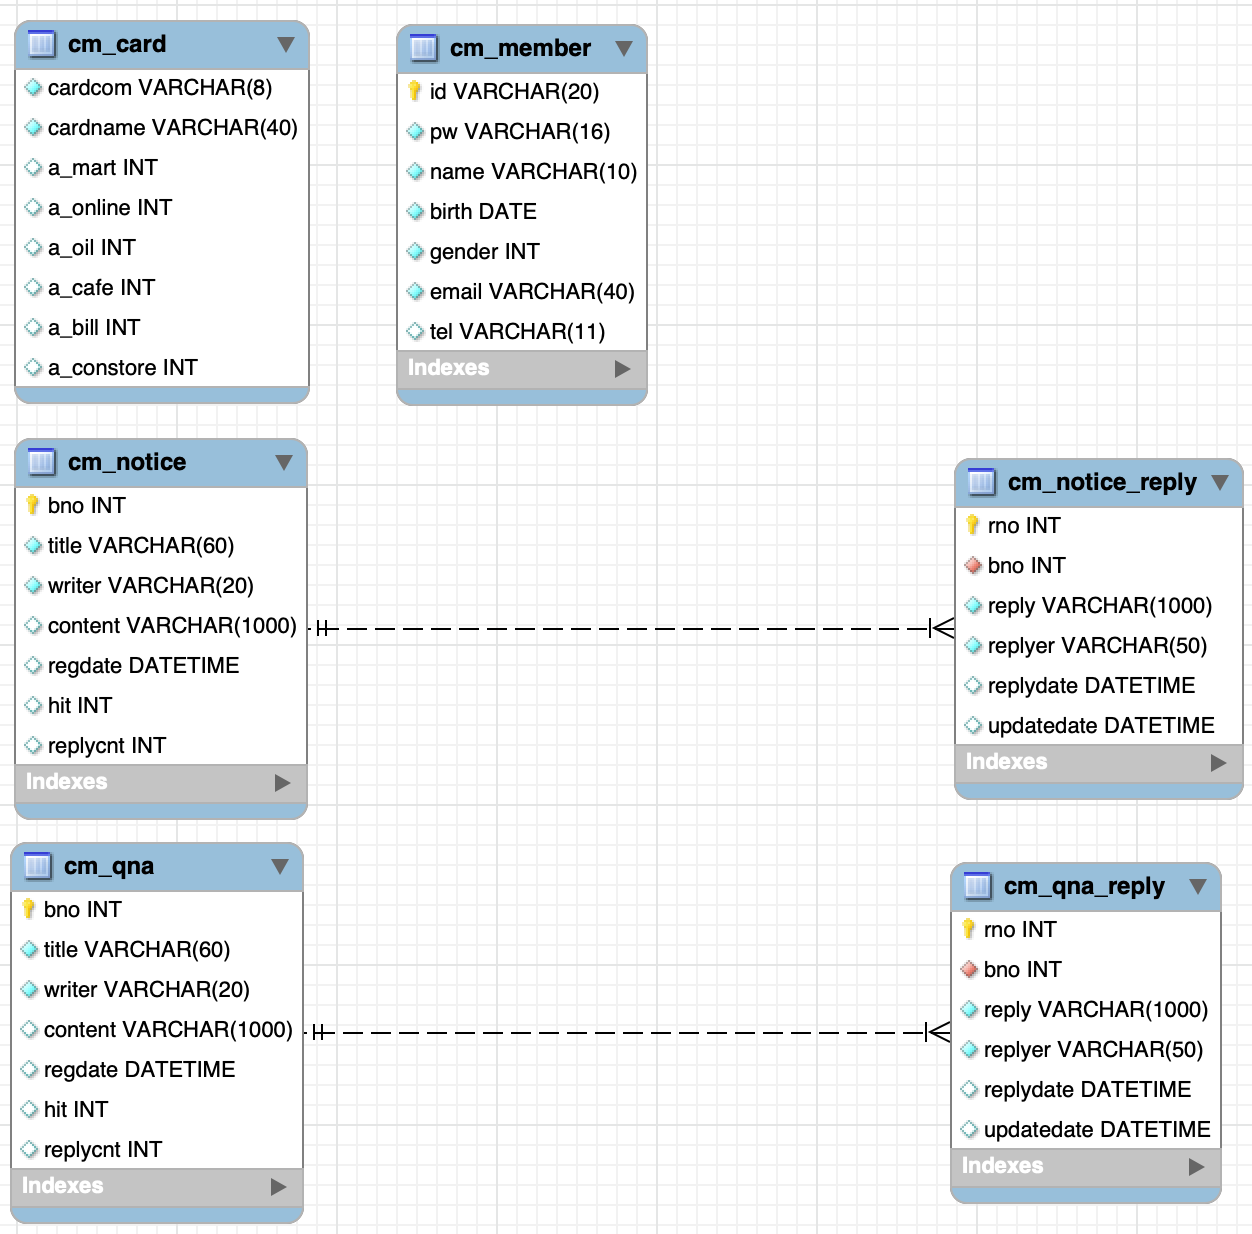 cm_card
cardcom VARCHAR(8)
cardname VARCHAR(40)
a_mart INT
a_online INT
a_oil INT
a_cafe INT
a_bill INT
a_constore INT
cm_member
id VARCHAR(20)
pw VARCHAR(16)
name VARCHAR(10)
birth DATE
gender INT
email VARCHAR(40)
tel VARCHAR(11)
Indexes
cm_notice
bno INT
title VARCHAR(60)
writer VARCHAR(20)
content VARCHAR(1000)
regdate DATETIME
hit INT
replycnt INT
Indexes
cm_notice_reply
rno INT
bno INT
reply VARCHAR(1000)
replyer VARCHAR(50)
replydate DATETIME
updatedate DATETIME
Indexes
cm_qna
bno INT
title VARCHAR(60)
writer VARCHAR(20)
content VARCHAR(1000)
regdate DATETIME
hit INT
replycnt INT
Indexes
cm_qna_reply
rno INT
bno INT
reply VARCHAR(1000)
replyer VARCHAR(50)
replydate DATETIME
updatedate DATETIME
Indexes